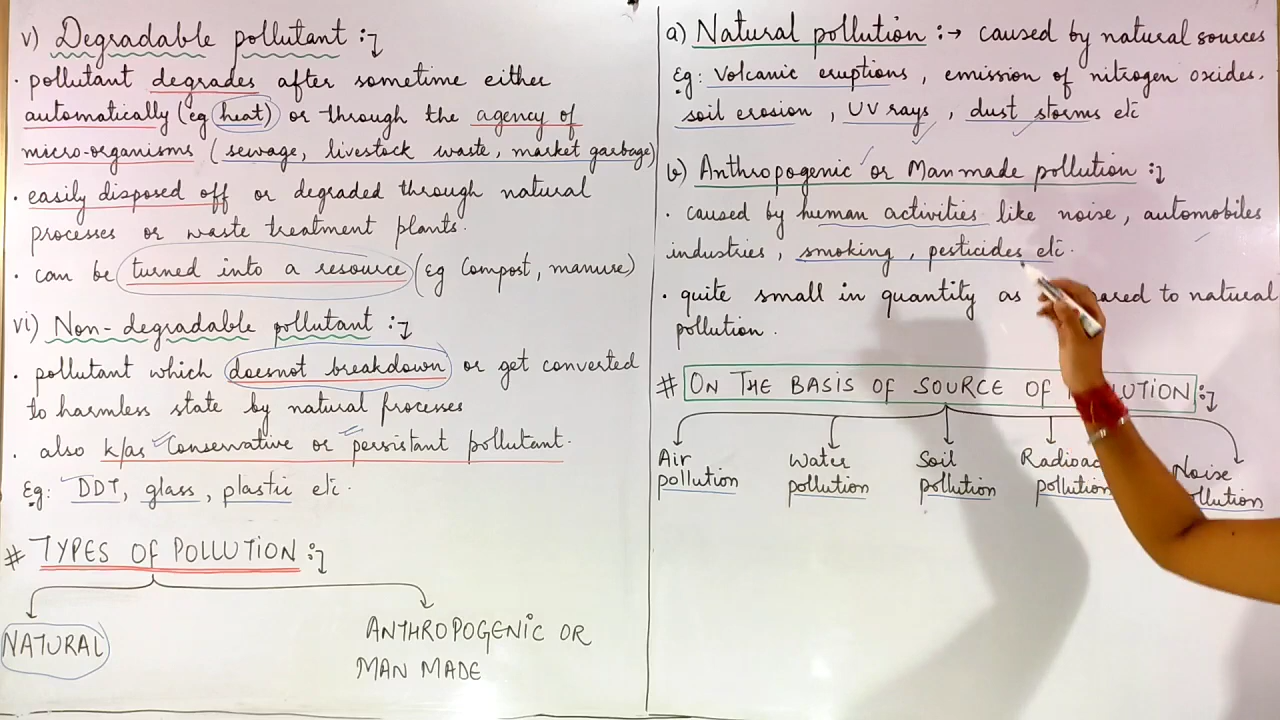 v) Degradable pollutant :
· pollutant degrades after sometime either
automatically (eg heat) or through the agency of
micro-organisms (sewage, livestock waste, market garbage)
· easily disposed off or degraded through natural
processes or waste treatment plants.
· can be turned into a resource (eg Compost, manure)
vi) Non-degradable pollutant :
· pollutant which doesnot breakdown or get converted
to harmless state by natural processes
· also k/as Conservative or persistant pollutant.
Eg: DDT, glass, plastic etc.
# TYPES OF POLLUTION :
NATURAL
ANTHROPOGENIC OR
MAN MADE
a) Natural pollution :→ caused by natural sources
Eg: Volcanic eruptions, emission of nitrogen oxides.
soil erosion, UV rays, dust storms etc
b) Anthropogenic or Man made pollution :
· caused by human activities like noise, automobiles
industries, smoking, pesticides etc.
· quite small in quantity as to natural
pollution.
# ON THE BASIS OF SOURCE OF :
Air
pollution
Water
pollution
Soil
pollution
pollution
Noise